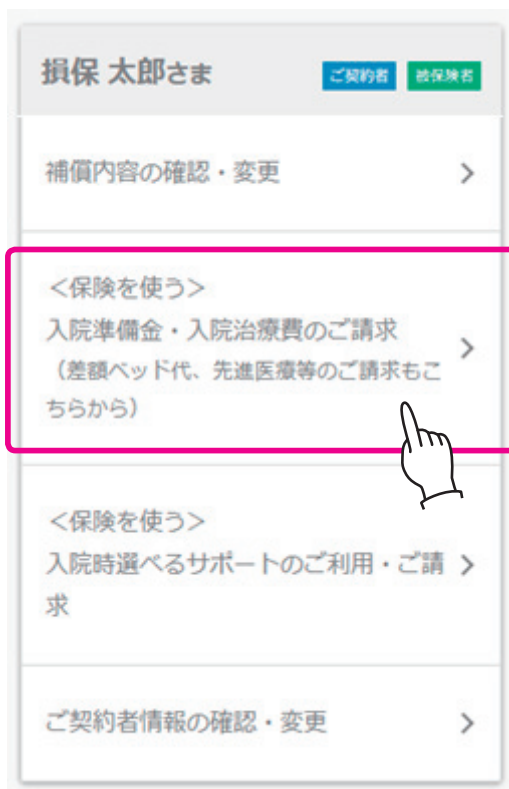 損保 太郎さま
ご契約者
被保険者
補償内容の確認・変更
＜保険を使う＞
入院準備金・入院治療費のご請求
（差額ベッド代、先進医療等のご請求もこ
ちらから）
＜保険を使う＞
入院時選べるサポートのご利用・ご請
求
ご契約者情報の確認・変更